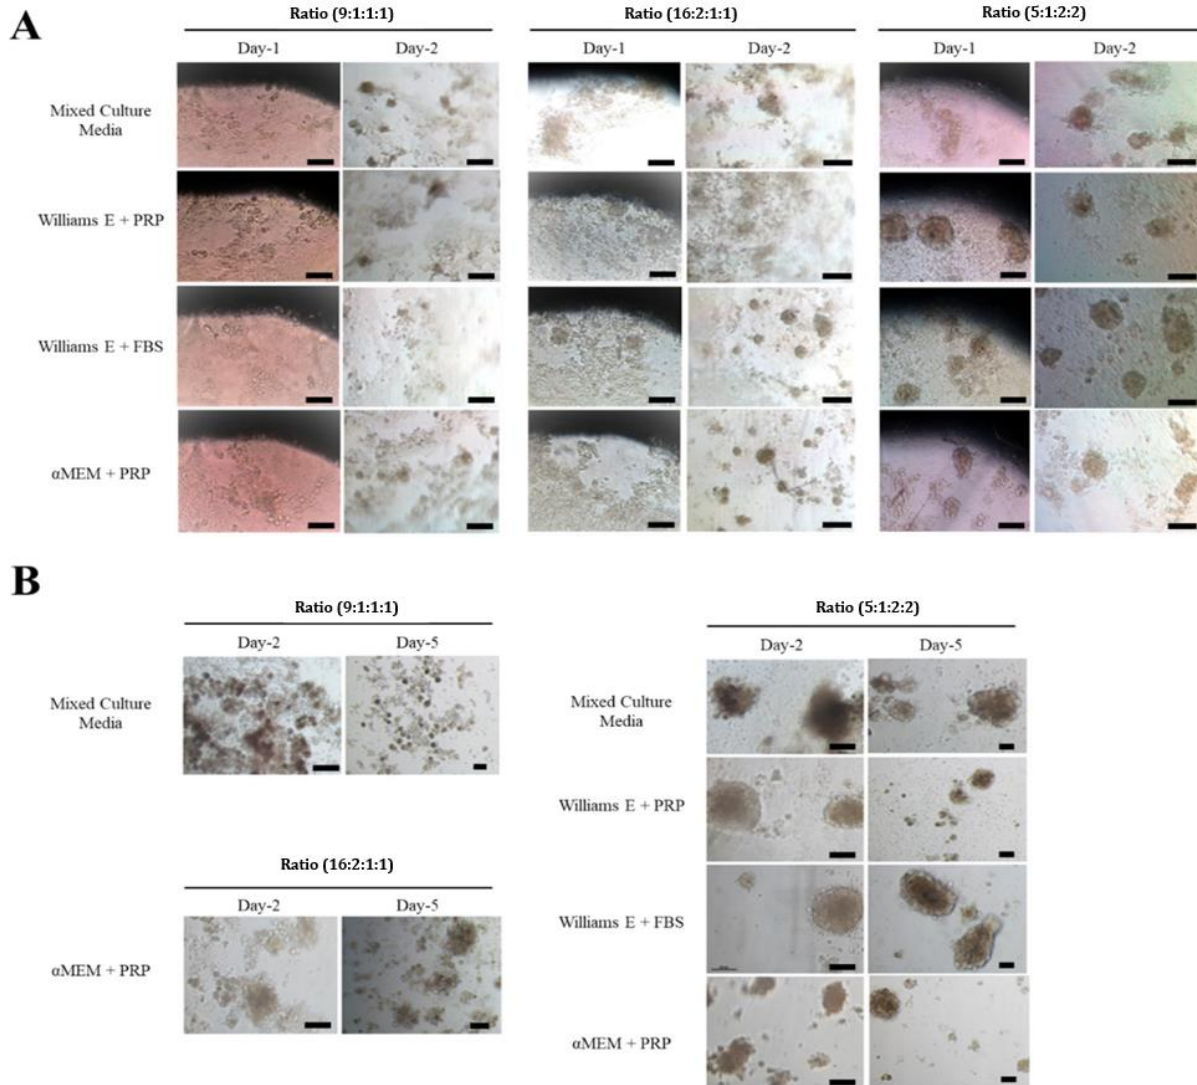 A
Ratio (9:1:1:1)
Ratio (16:2:1:1)
Ratio (5:1:2:2)
Day-1
Day-2
Day-1
Day-2
Day-1
Day-2
Mixed Culture
Media
Williams E + PRP
Williams E + FBS
αMEM + PRP
B
Ratio (9:1:1:1)
Day-2
Day-5
Mixed Culture
Media
Ratio (16:2:1:1)
Day-2
Day-5
αMEM + PRP
Ratio (5:1:2:2)
Day-2
Day-5
Mixed Culture
Media
Williams E + PRP
Williams E + FBS
αMEM + PRP